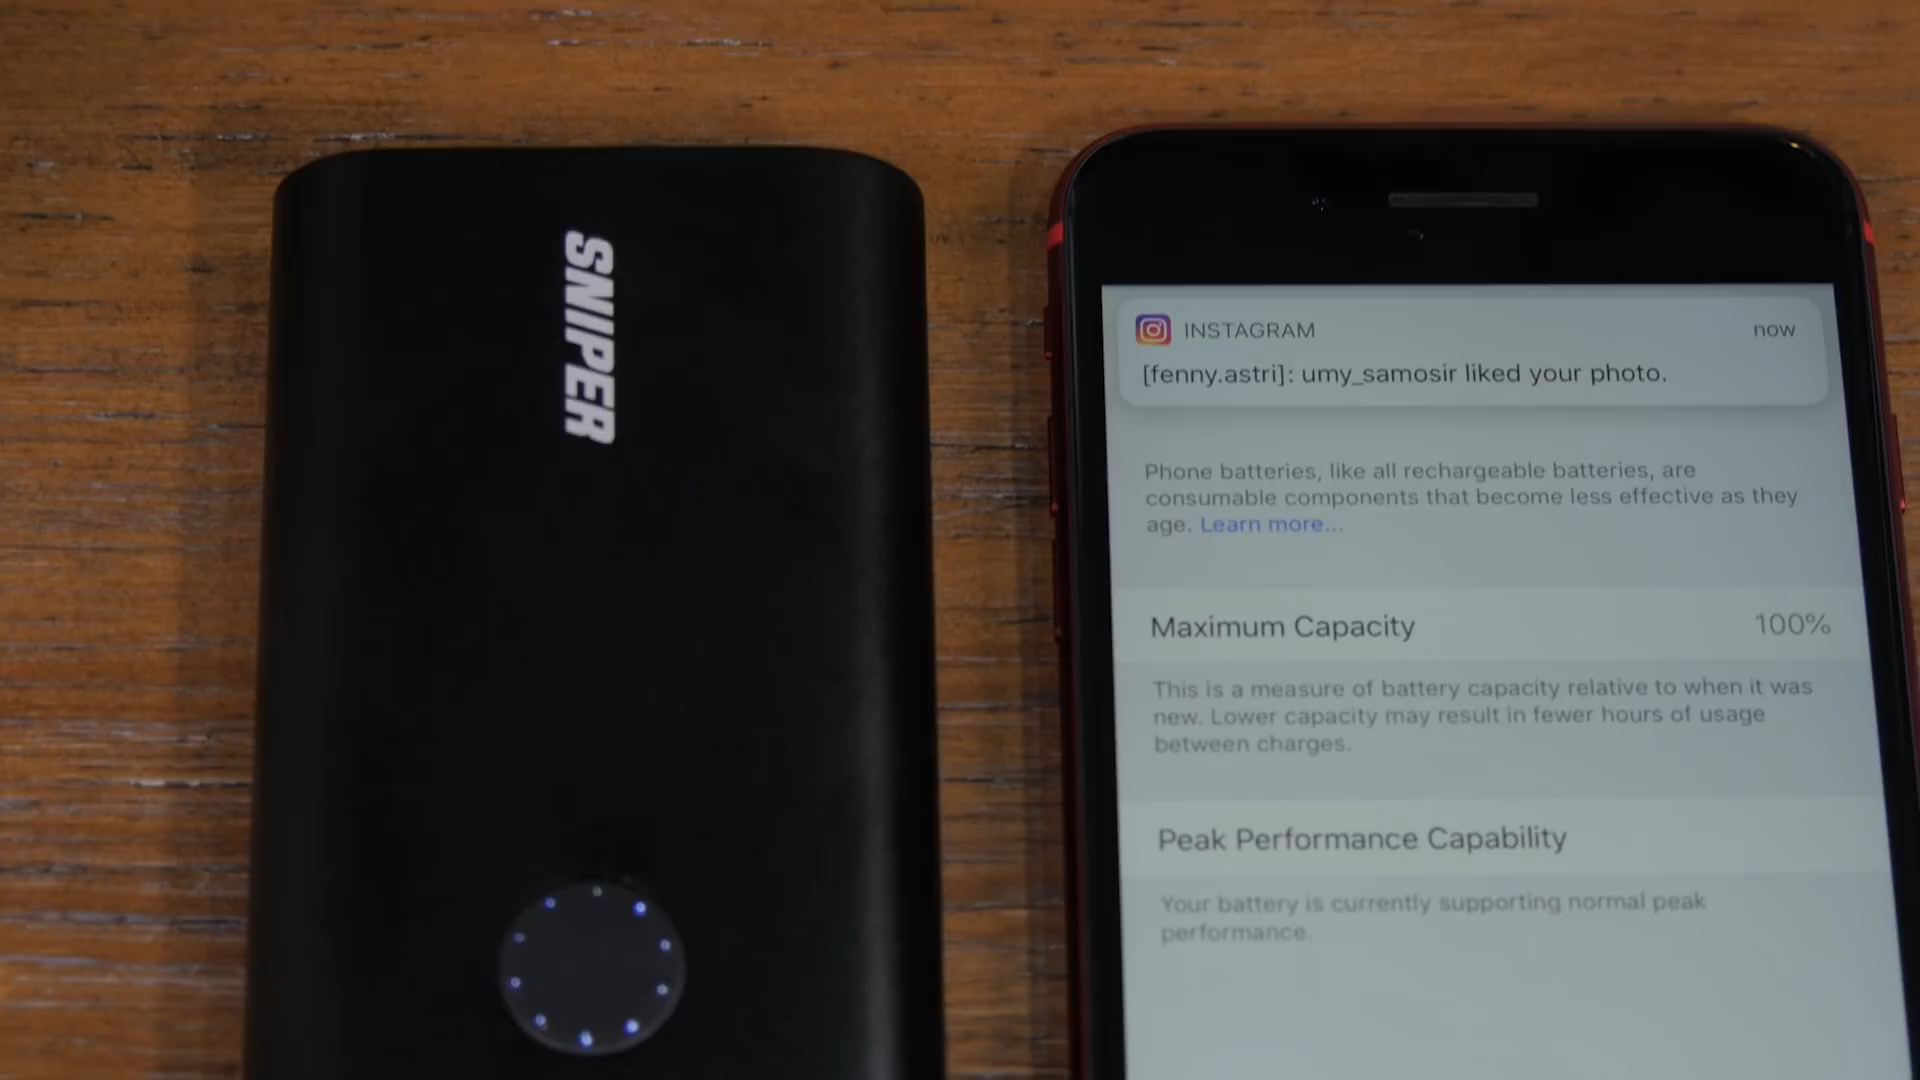 SNIPER
INSTAGRAM now
[fenny.astri]: umy_samosir liked your photo.
Phone batteries, like all rechargeable batteries, are
consumable components that become less effective as they
age. Learn more...
Maximum Capacity 100%
This is a measure of battery capacity relative to when it was
new. Lower capacity may result in fewer hours of usage
between charges.
Peak Performance Capability
Your battery is currently supporting normal peak
performance.